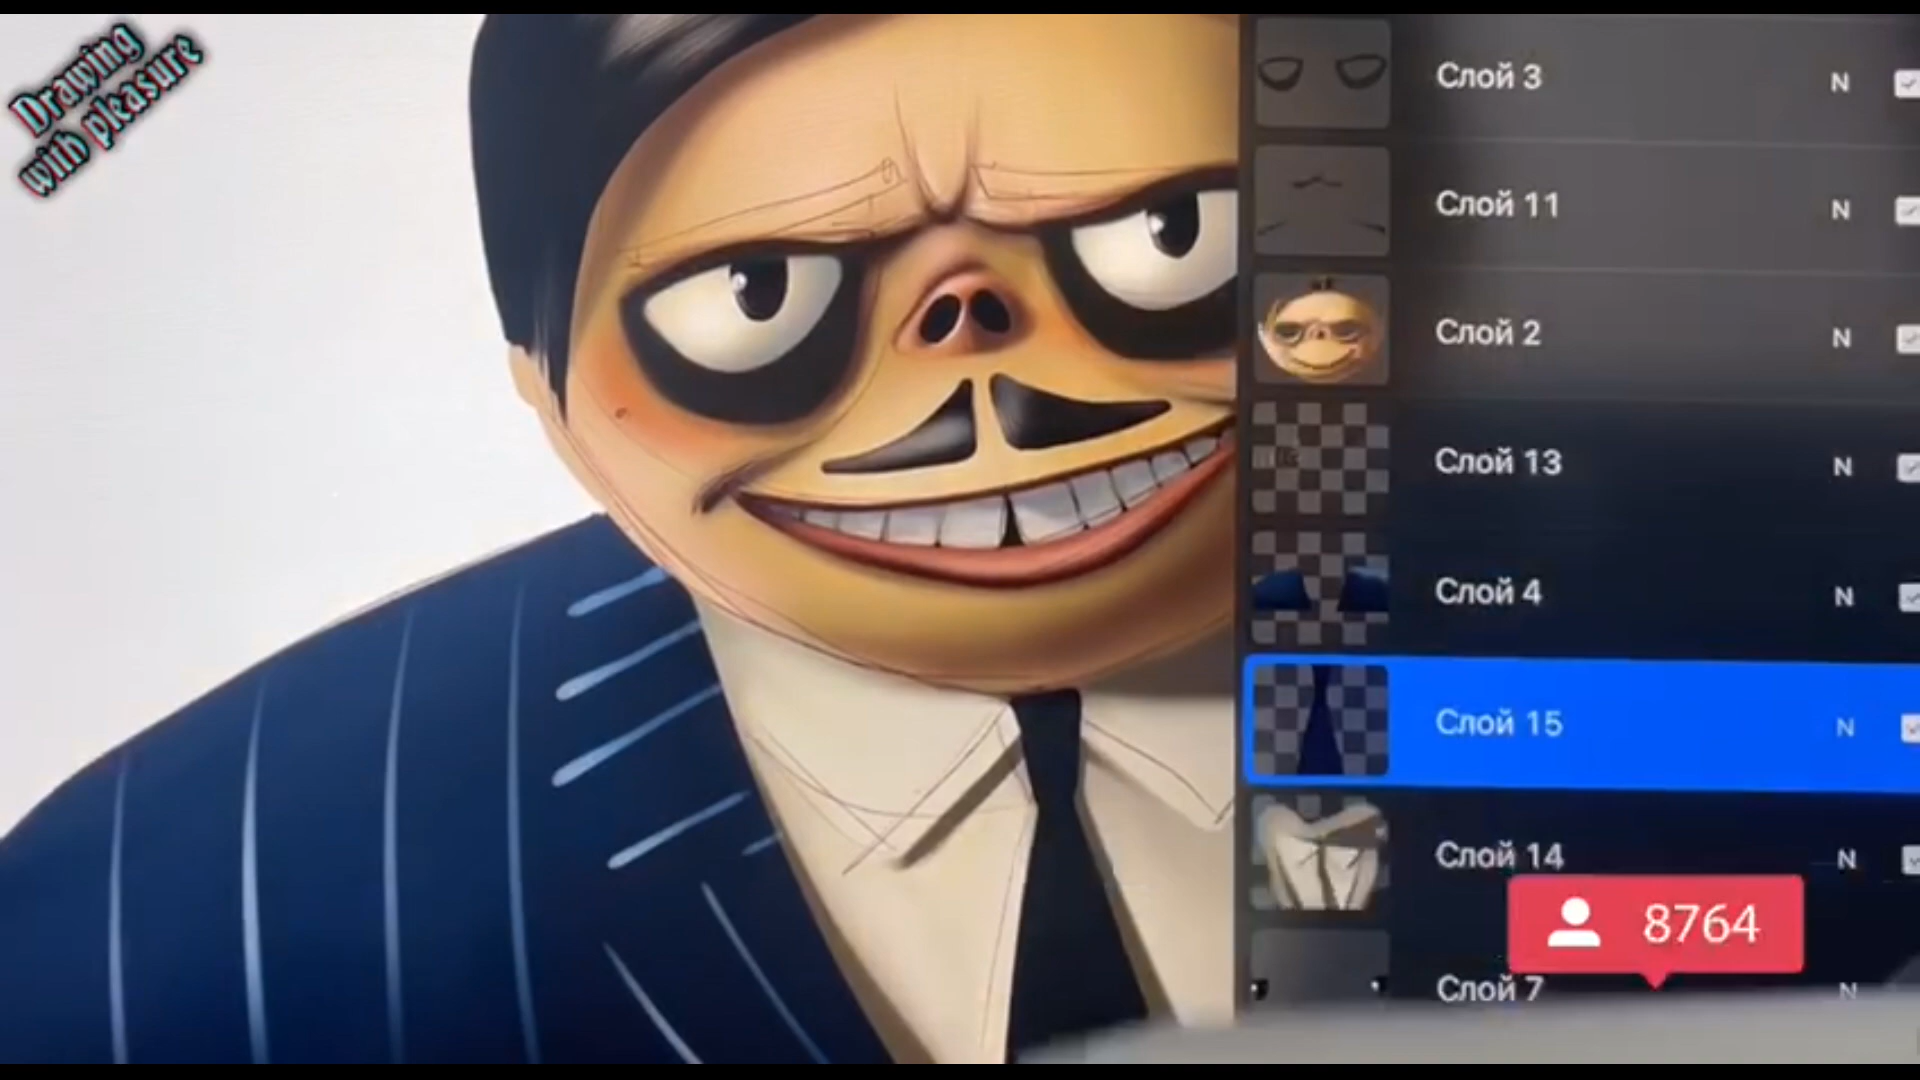 Drawing
with pleasure
Слой 3 N
Слой 11 N
Слой 2 N
Слой 13 N
Слой 4 N
Слой 15 N
Слой 14 N
8764
Слой 7 N